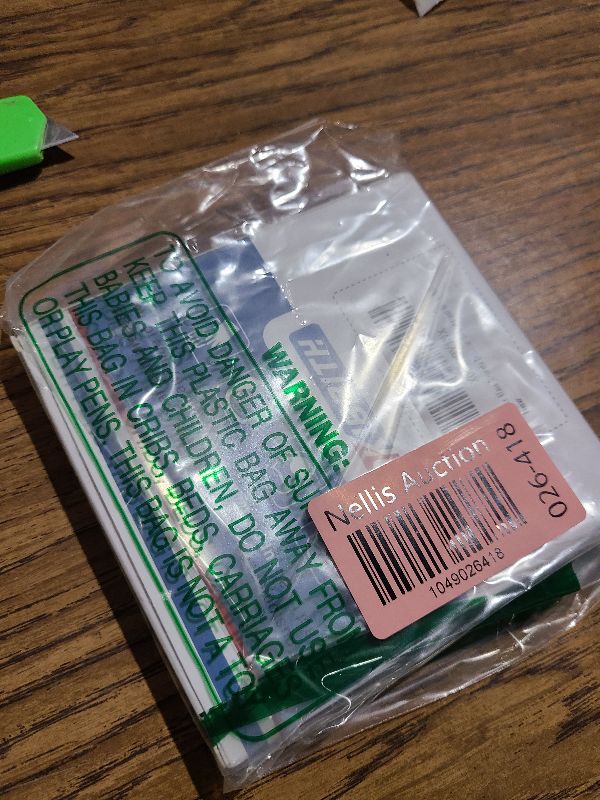 WARNING:
TO AVOID DANGER OF SU
KEEP THIS PLASTIC BAG AWAY FRO
BABIES AND CHILDREN, DO NOT USE
THIS BAG IN CRIBS, BEDS, CARRIAGES
OR PLAY PENS. THIS BAG IS NOT A TO
Nellis Auction
1049026418
026-418